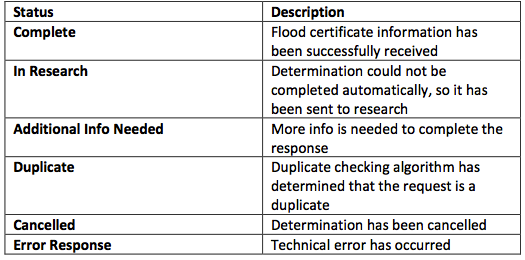 Status Description
Complete Flood certificate information has
been successfully received
In Research Determination could not be
completed automatically, so it has
been sent to research
Additional Info Needed More info is needed to complete the
response
Duplicate Duplicate checking algorithm has
determined that the request is a
duplicate
Cancelled Determination has been cancelled
Error Response Technical error has occurred